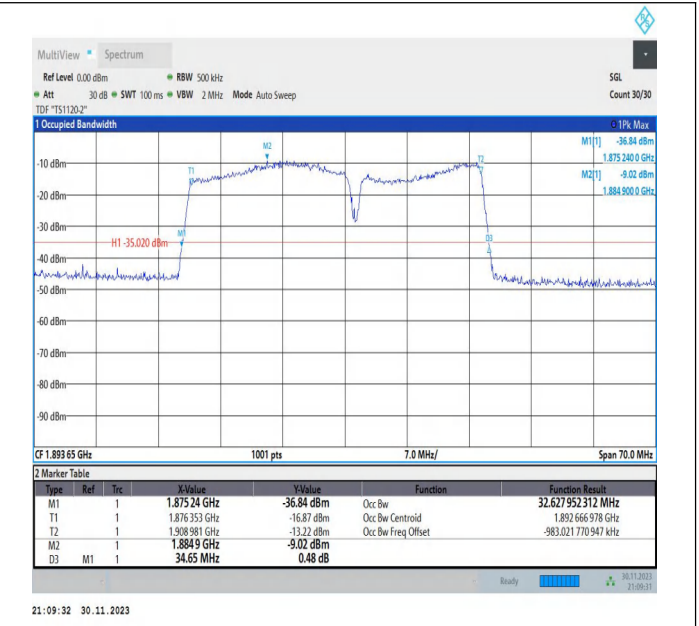 MultiView Spectrum
Ref Level 0.00 dBm RBW 500 kHz SGL
Att 30 dB SWT 100 ms VBW 2 MHz Mode Auto Sweep Count 30/30
TDF "TS1120-2"
1 Occupied Bandwidth 1Pk Max
M1[1] -36.84 dBm
1.875 240 0 GHz
M2[1] -9.02 dBm
1.884 900 0 GHz
M2
T1
T2
-10 dBm
-20 dBm
-30 dBm
M1
D3
H1 -35.020 dBm
-40 dBm
-50 dBm
-60 dBm
-70 dBm
-80 dBm
-90 dBm
CF 1.893 65 GHz 1001 pts 7.0 MHz/ Span 70.0 MHz
2 Marker Table
Type Ref Trc X-Value Y-Value Function Function Result
M1 1 1.875 24 GHz -36.84 dBm Occ Bw 32.627 952 312 MHz
T1 1 1.876 353 GHz -16.87 dBm Occ Bw Centroid 1.892 666 978 GHz
T2 1 1.908 981 GHz -13.22 dBm Occ Bw Freq Offset -983.021 770 947 kHz
M2 1 1.884 9 GHz -9.02 dBm
D3 M1 1 34.65 MHz 0.48 dB
Ready 30.11.2023
21:09:31
21:09:32 30.11.2023